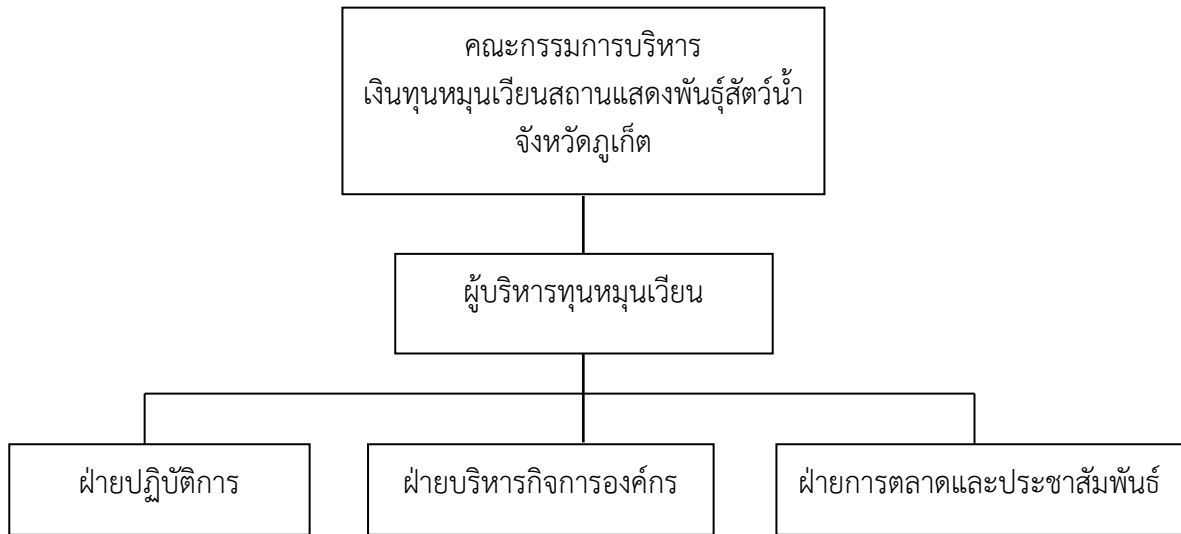 คณะกรรมการบริหาร
เงินทุนหมุนเวียนสถานแสดงพันธุ์สัตว์น้ำ
จังหวัดภูเก็ต
ผู้บริหารทุนหมุนเวียน
ฝ่ายปฏิบัติการ
ฝ่ายบริหารกิจการองค์กร
ฝ่ายการตลาดและประชาสัมพันธ์